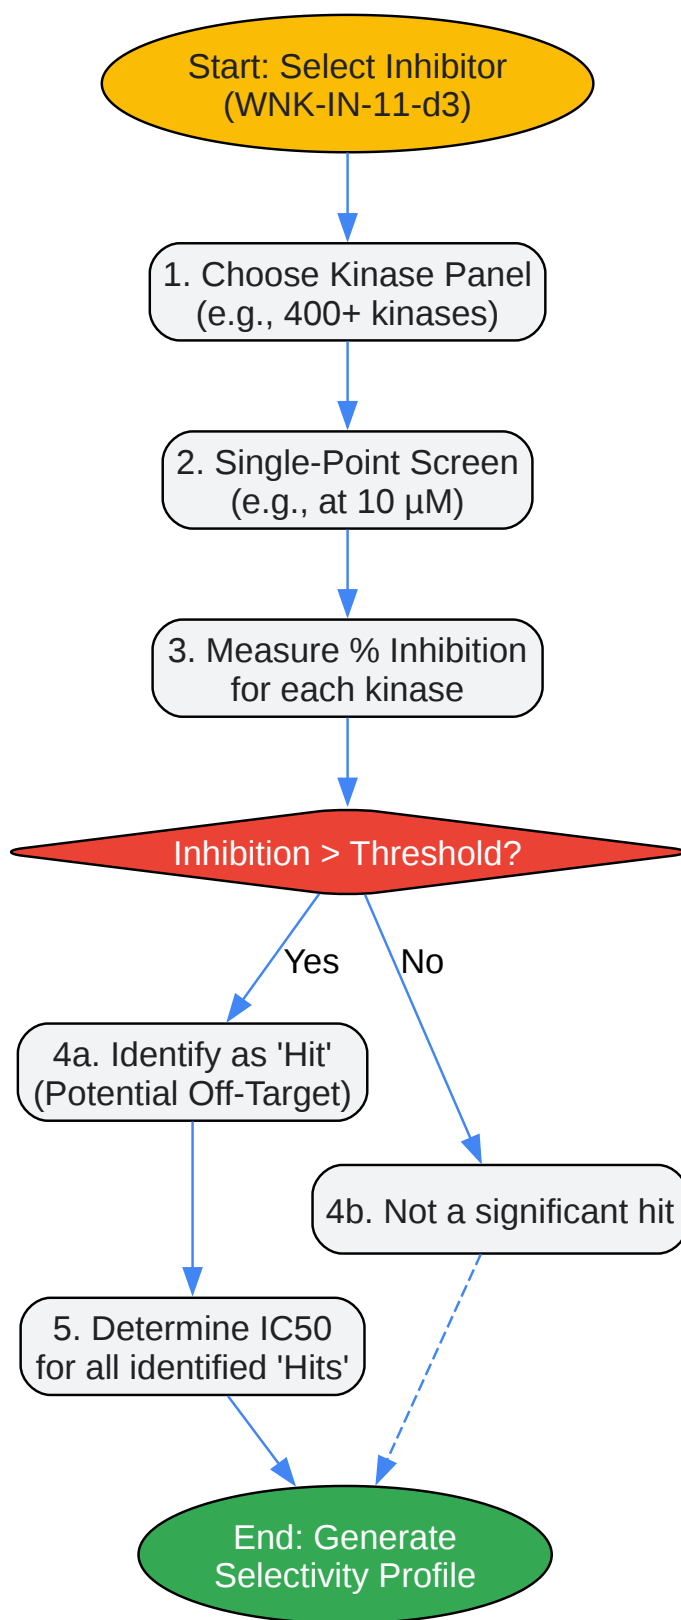 Start: Select Inhibitor
(WNK-IN-11-d3)
1. Choose Kinase Panel
(e.g., 400+ kinases)
2. Single-Point Screen
(e.g., at 10 µM)
3. Measure % Inhibition
for each kinase
Inhibition > Threshold?
Yes
No
4a. Identify as 'Hit'
(Potential Off-Target)
4b. Not a significant hit
5. Determine IC50
for all identified 'Hits'
End: Generate
Selectivity Profile